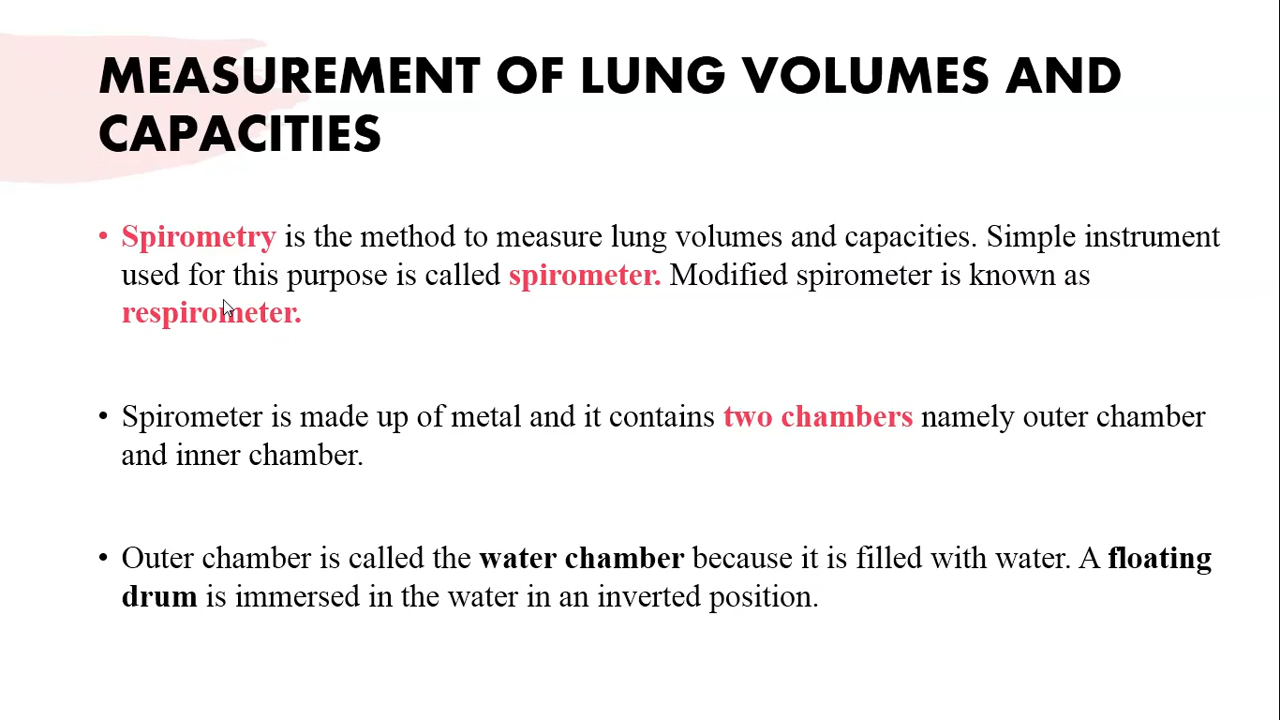 MEASUREMENT OF LUNG VOLUMES AND
CAPACITIES
• Spirometry is the method to measure lung volumes and capacities. Simple instrument
used for this purpose is called spirometer. Modified spirometer is known as
respirometer.
• Spirometer is made up of metal and it contains two chambers namely outer chamber
and inner chamber.
• Outer chamber is called the water chamber because it is filled with water. A floating
drum is immersed in the water in an inverted position.